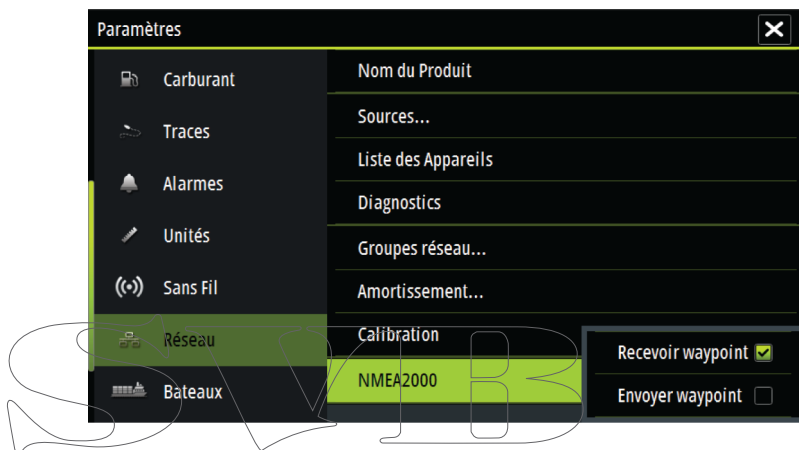 Paramètres
Carburant
Traces
Alarmes
Unités
Sans Fil
Réseau
Bateaux
Nom du Produit
Sources...
Liste des Appareils
Diagnostics
Groupes réseau...
Amortissement...
Calibration
NMEA2000
Recevoir waypoint
Envoyer waypoint
SVB